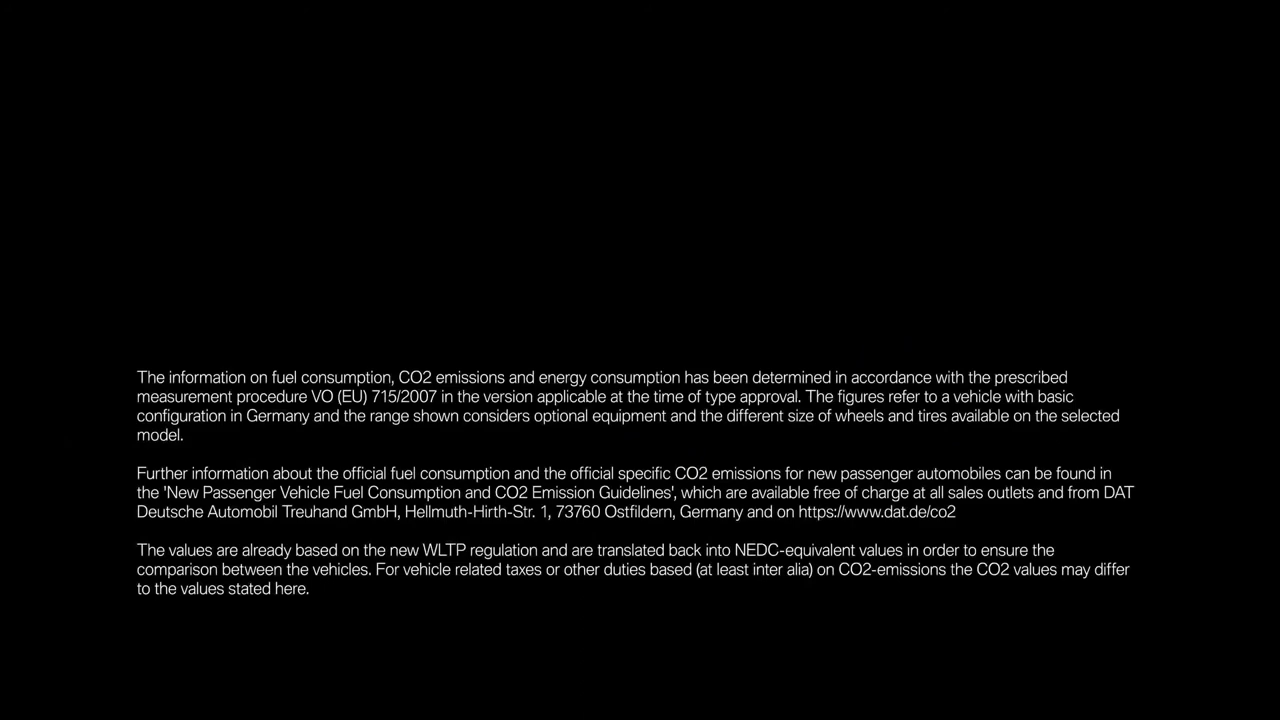 The information on fuel consumption, CO2 emissions and energy consumption has been determined in accordance with the prescribed
measurement procedure VO (EU) 715/2007 in the version applicable at the time of type approval. The figures refer to a vehicle with basic
configuration in Germany and the range shown considers optional equipment and the different size of wheels and tires available on the selected
model.
Further information about the official fuel consumption and the official specific CO2 emissions for new passenger automobiles can be found in
the 'New Passenger Vehicle Fuel Consumption and CO2 Emission Guidelines', which are available free of charge at all sales outlets and from DAT
Deutsche Automobil Treuhand GmbH, Hellmuth-Hirth-Str. 1, 73760 Ostfildern, Germany and on https://www.dat.de/co2
The values are already based on the new WLTP regulation and are translated back into NEDC-equivalent values in order to ensure the
comparison between the vehicles. For vehicle related taxes or other duties based (at least inter alia) on CO2-emissions the CO2 values may differ
to the values stated here.